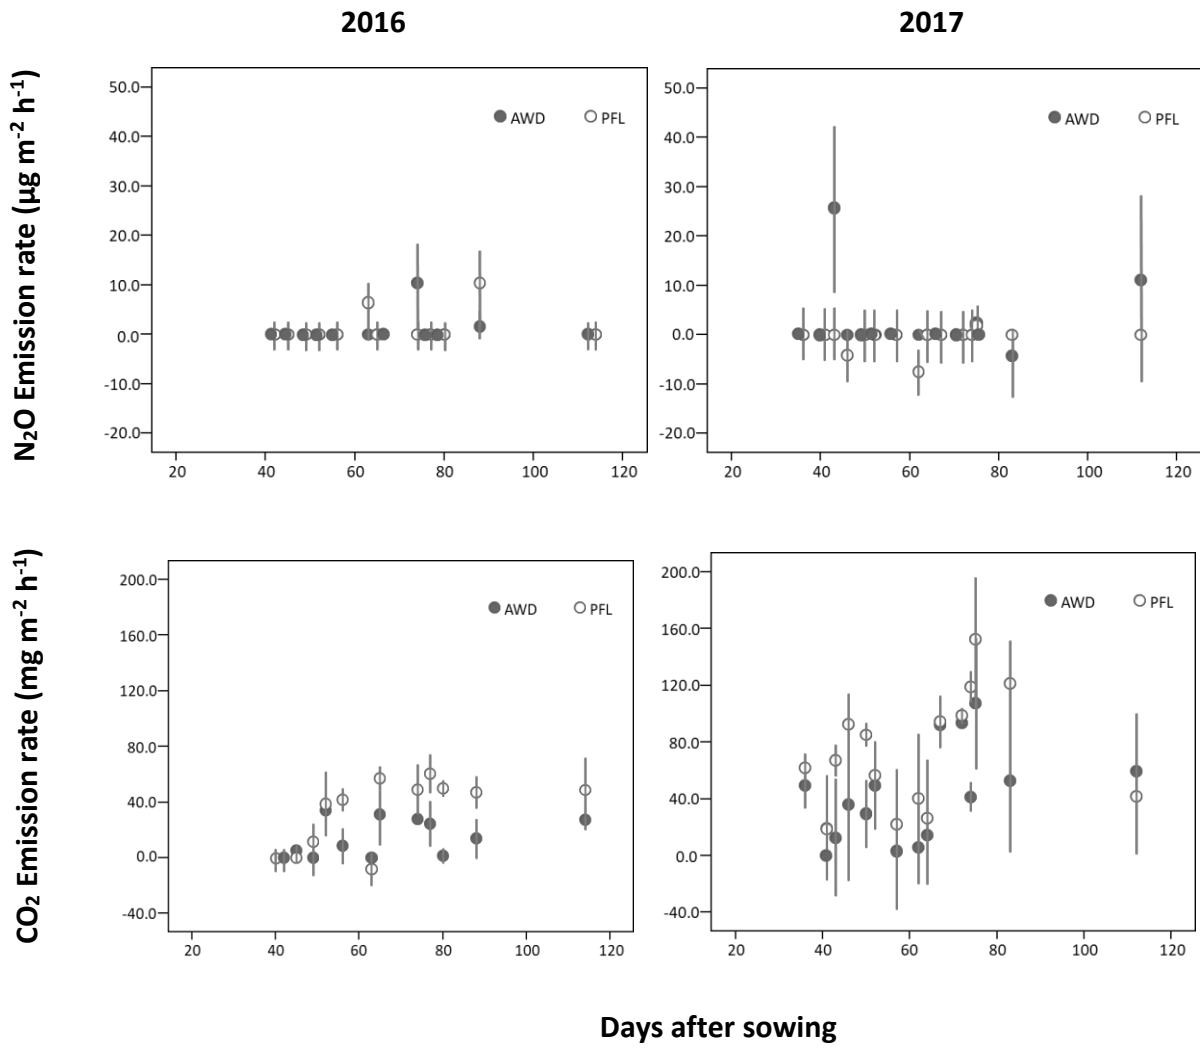 2016
2017
N₂O Emission rate (µg m⁻² h⁻¹)
50.0
40.0
30.0
20.0
10.0
0.0
-10.0
-20.0
AWD PFL
20 40 60 80 100 120
50.0
40.0
30.0
20.0
10.0
0.0
-10.0
-20.0
AWD PFL
20 40 60 80 100 120
CO₂ Emission rate (mg m⁻² h⁻¹)
200.0
160.0
120.0
80.0
40.0
0.0
-40.0
AWD PFL
20 40 60 80 100 120
200.0
160.0
120.0
80.0
40.0
0.0
-40.0
AWD PFL
20 40 60 80 100 120
Days after sowing